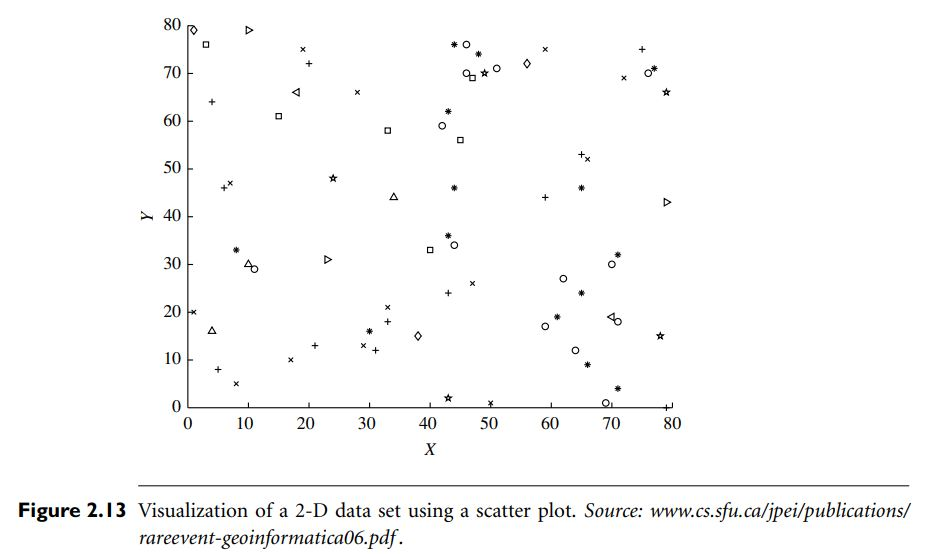 80
70
60
50
40
30
20
10
0
Y
0 10 20 30 40 50 60 70 80
X
Figure 2.13 Visualization of a 2-D data set using a scatter plot. Source: www.cs.sfu.ca/jpei/publications/
rareevent-geoinformatica06.pdf.